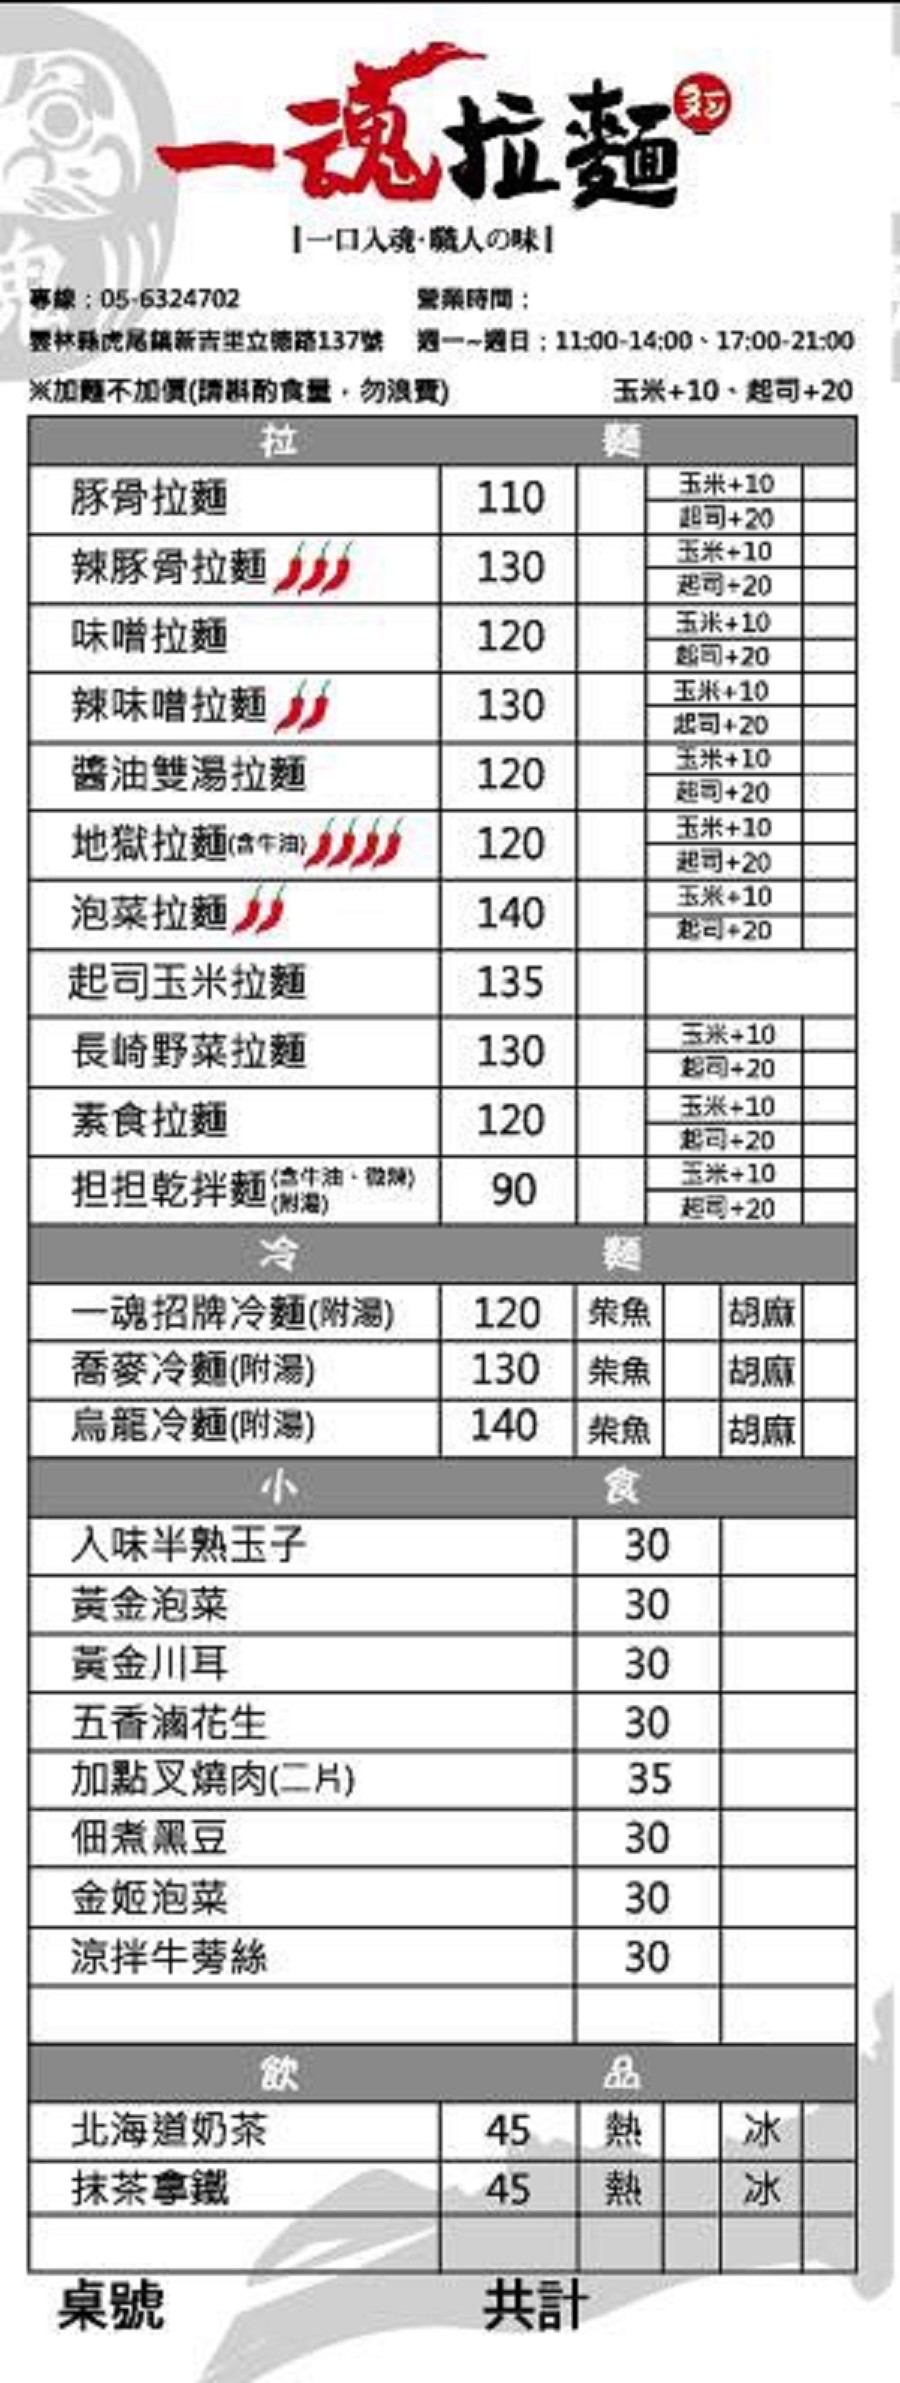 一魂拉麵
一口入魂·職人の味
專線：05-6324702
營業時間：
雲林縣虎尾鎮新吉里立德路137號
週一~週日：11:00-14:00、17:00-21:00
※加麵不加價(請斟酌食量，勿浪費)
玉米+10、起司+20
拉 麵
豚骨拉麵 110 玉米+10
起司+20
辣豚骨拉麵 130 玉米+10
起司+20
味噌拉麵 120 玉米+10
起司+20
辣味噌拉麵 130 玉米+10
起司+20
醬油雙湯拉麵 120 玉米+10
起司+20
地獄拉麵(含牛油) 120 玉米+10
起司+20
泡菜拉麵 140 玉米+10
起司+20
起司玉米拉麵 135
長崎野菜拉麵 130 玉米+10
起司+20
素食拉麵 120 玉米+10
起司+20
担担乾拌麵(含牛油、微辣)(附湯) 90 玉米+10
起司+20
冷 麵
一魂招牌冷麵(附湯) 120 柴魚 胡麻
喬麥冷麵(附湯) 130 柴魚 胡麻
烏龍冷麵(附湯) 140 柴魚 胡麻
小 食
入味半熟玉子 30
黃金泡菜 30
黃金川耳 30
五香滷花生 30
加點叉燒肉(二片) 35
佃煮黑豆 30
金姬泡菜 30
涼拌牛蒡絲 30
飲 品
北海道奶茶 45 熱 冰
抹茶拿鐵 45 熱 冰
桌號 共計